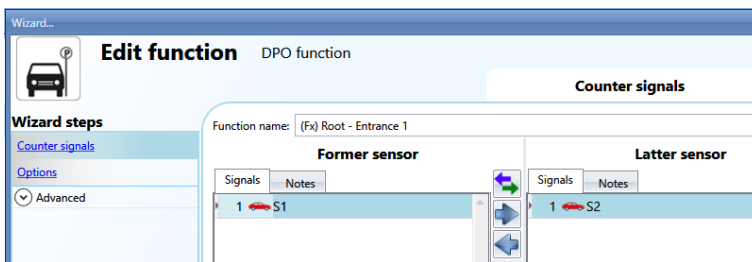 Wizard...
P
Edit function DPO function
Counter signals
Wizard steps
Counter signals
Options
Advanced
Function name: (Fx) Root - Entrance 1
Former sensor
Latter sensor
Signals Notes
Signals Notes
1 S1
1 S2